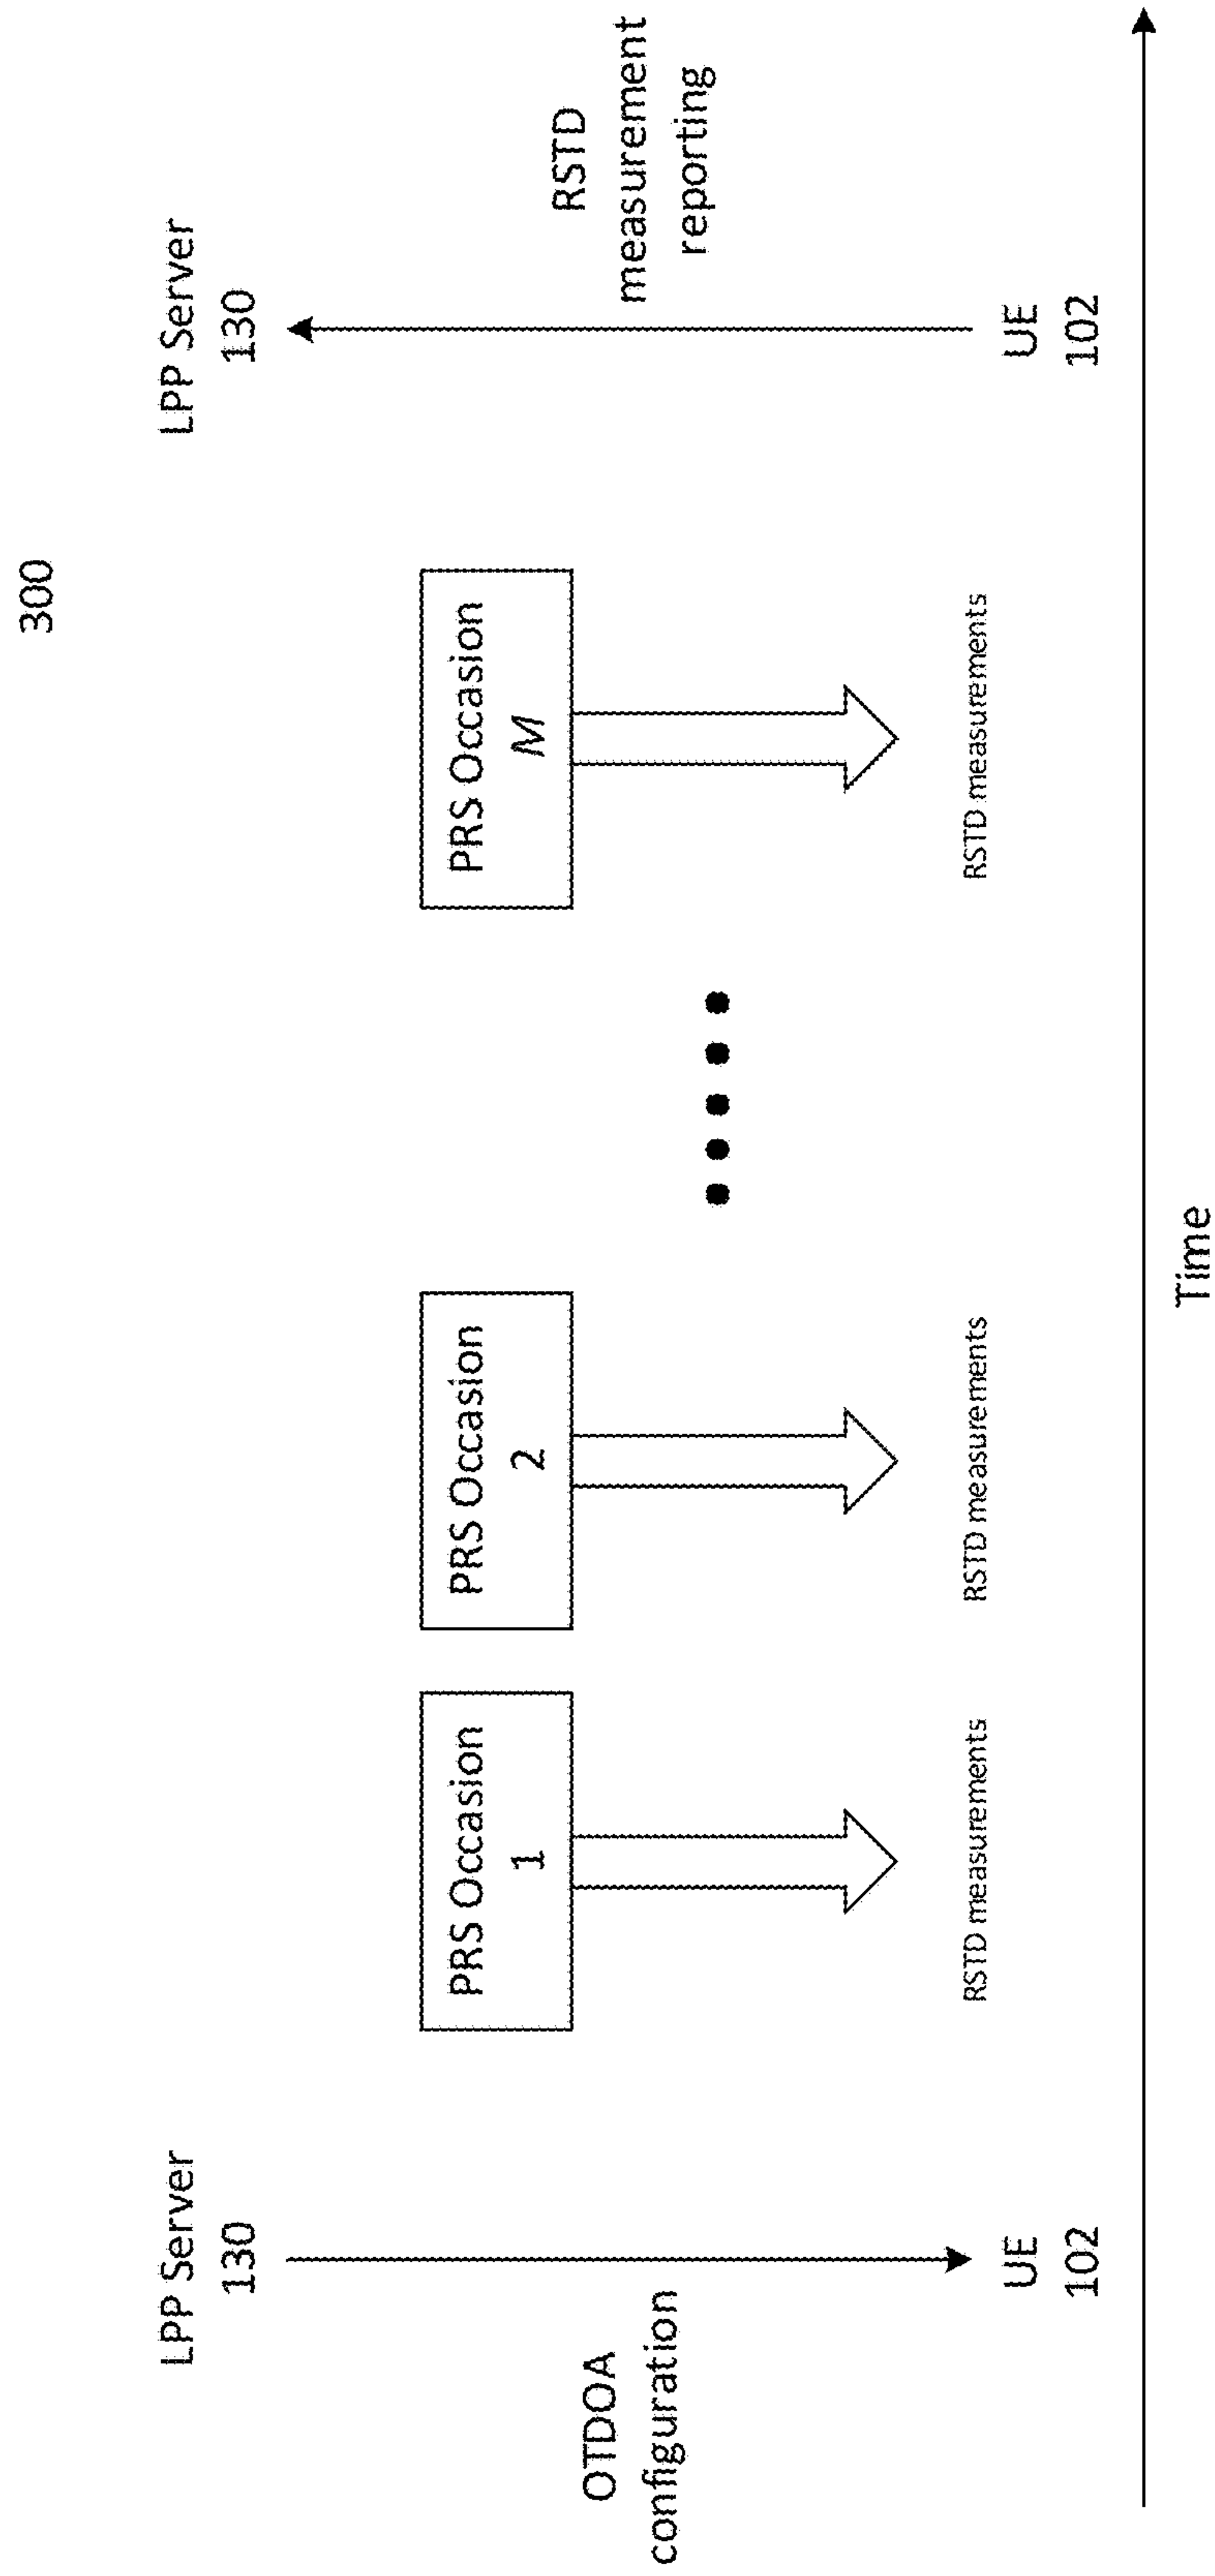 300
LPP Server
130
OTDOA
configuration
UE
102
PRS Occasion
1
RSTD measurements
PRS Occasion
2
RSTD measurements
PRS Occasion
M
RSTD measurements
LPP Server
130
RSTD
measurement
reporting
UE
102
Time